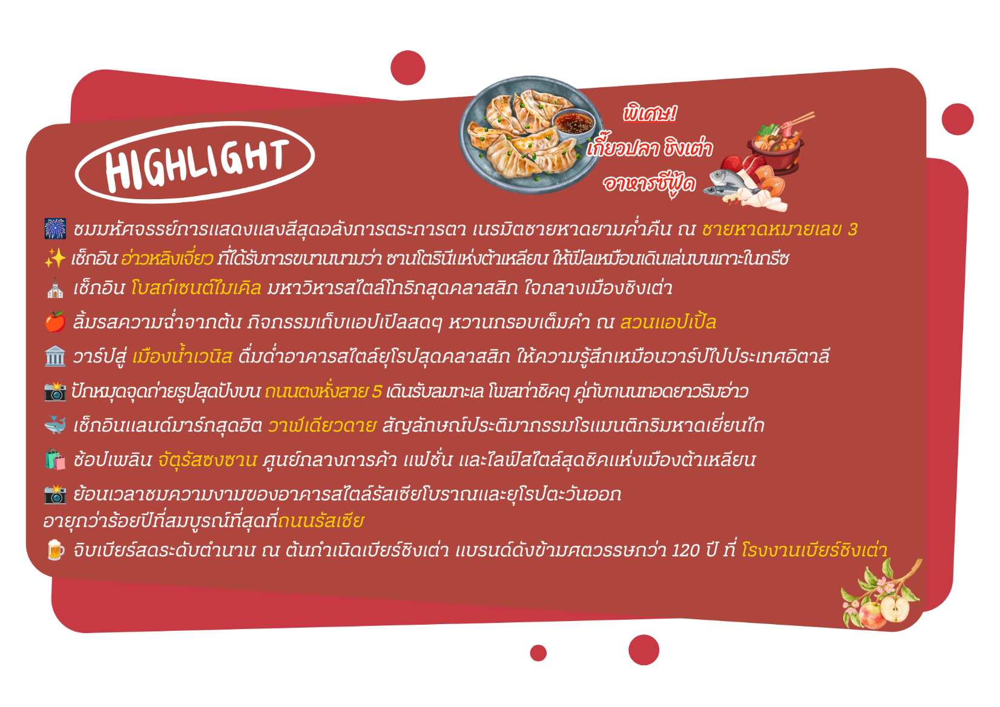 HIGHLIGHT
พิเศษ!
เกี๊ยวปลา ชิงเต่า
อาหารซีฟู้ด
ชมมหัศจรรย์การแสดงแสงสีสุดอลังการตระการตา เนรมิตชายหาดยามค่ำคืน ณ ชายหาดหมายเลข 3
เช็กอิน อ่าวหลิงเจี่ยว ที่ได้รับการขนานนามว่า ซานโตรินีแห่งต้าเหลียน ให้ฟีลเหมือนเดินเล่นบนเกาะในกรีซ
เช็กอิน โบสถ์เซนต์ไมเคิล มหาวิหารสไตล์โกธิกสุดคลาสสิก ใจกลางเมืองชิงเต่า
ลิ้มรสความฉ่ำจากต้น กิจกรรมเก็บแอปเปิลสดๆ หวานกรอบเต็มคำ ณ สวนแอปเปิ้ล
วาร์ปสู่ เมืองน้ำเวนิส ดื่มด่ำอาคารสไตล์ยุโรปสุดคลาสสิก ให้ความรู้สึกเหมือนวาร์ปไปประเทศอิตาลี
ปักหมุดจุดถ่ายรูปสุดปังบน ถนนตงหั่งสาย 5 เดินรับลมทะเล โพสท่าชิคๆ คู่กับถนนทอดยาวริมอ่าว
เช็กอินแลนด์มาร์กสุดฮิต วาฬเดียวดาย สัญลักษณ์ประติมากรรมโรแมนติกริมหาดเยี่ยนไถ
ช้อปเพลิน จัตุรัสซงซาน ศูนย์กลางการค้า แฟชั่น และไลฟ์สไตล์สุดชิคแห่งเมืองต้าเหลียน
ย้อนเวลาชมความงามของอาคารสไตล์รัสเซียโบราณและยุโรปตะวันออก
อายุกว่าร้อยปีที่สมบูรณ์ที่สุดที่ถนนรัสเซีย
จิบเบียร์สดระดับตำนาน ณ ต้นกำเนิดเบียร์ชิงเต่า แบรนด์ดังข้ามศตวรรษกว่า 120 ปี ที่ โรงงานเบียร์ชิงเต่า